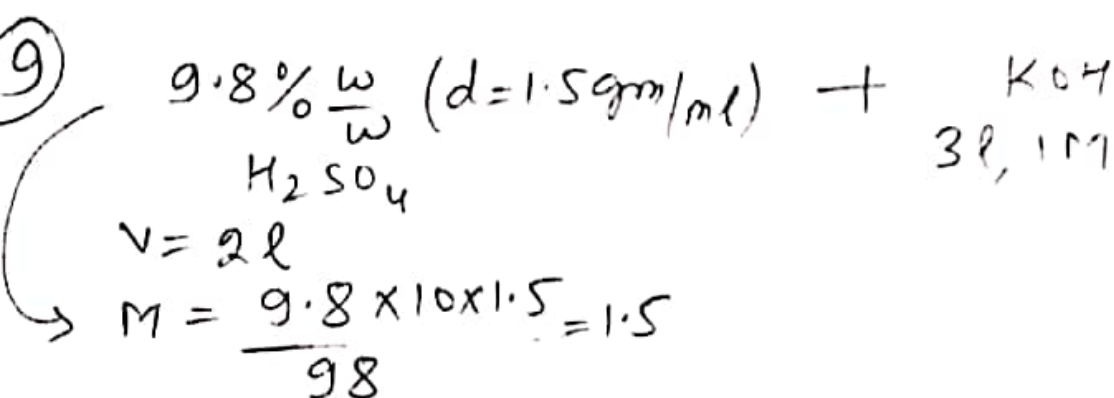 9 9.8% w/w (d=1.5gm/ml) + KOH
H₂SO₄ 3l, 1M
V = 2l
M = 9.8 × 10 × 1.5 / 98 = 1.5